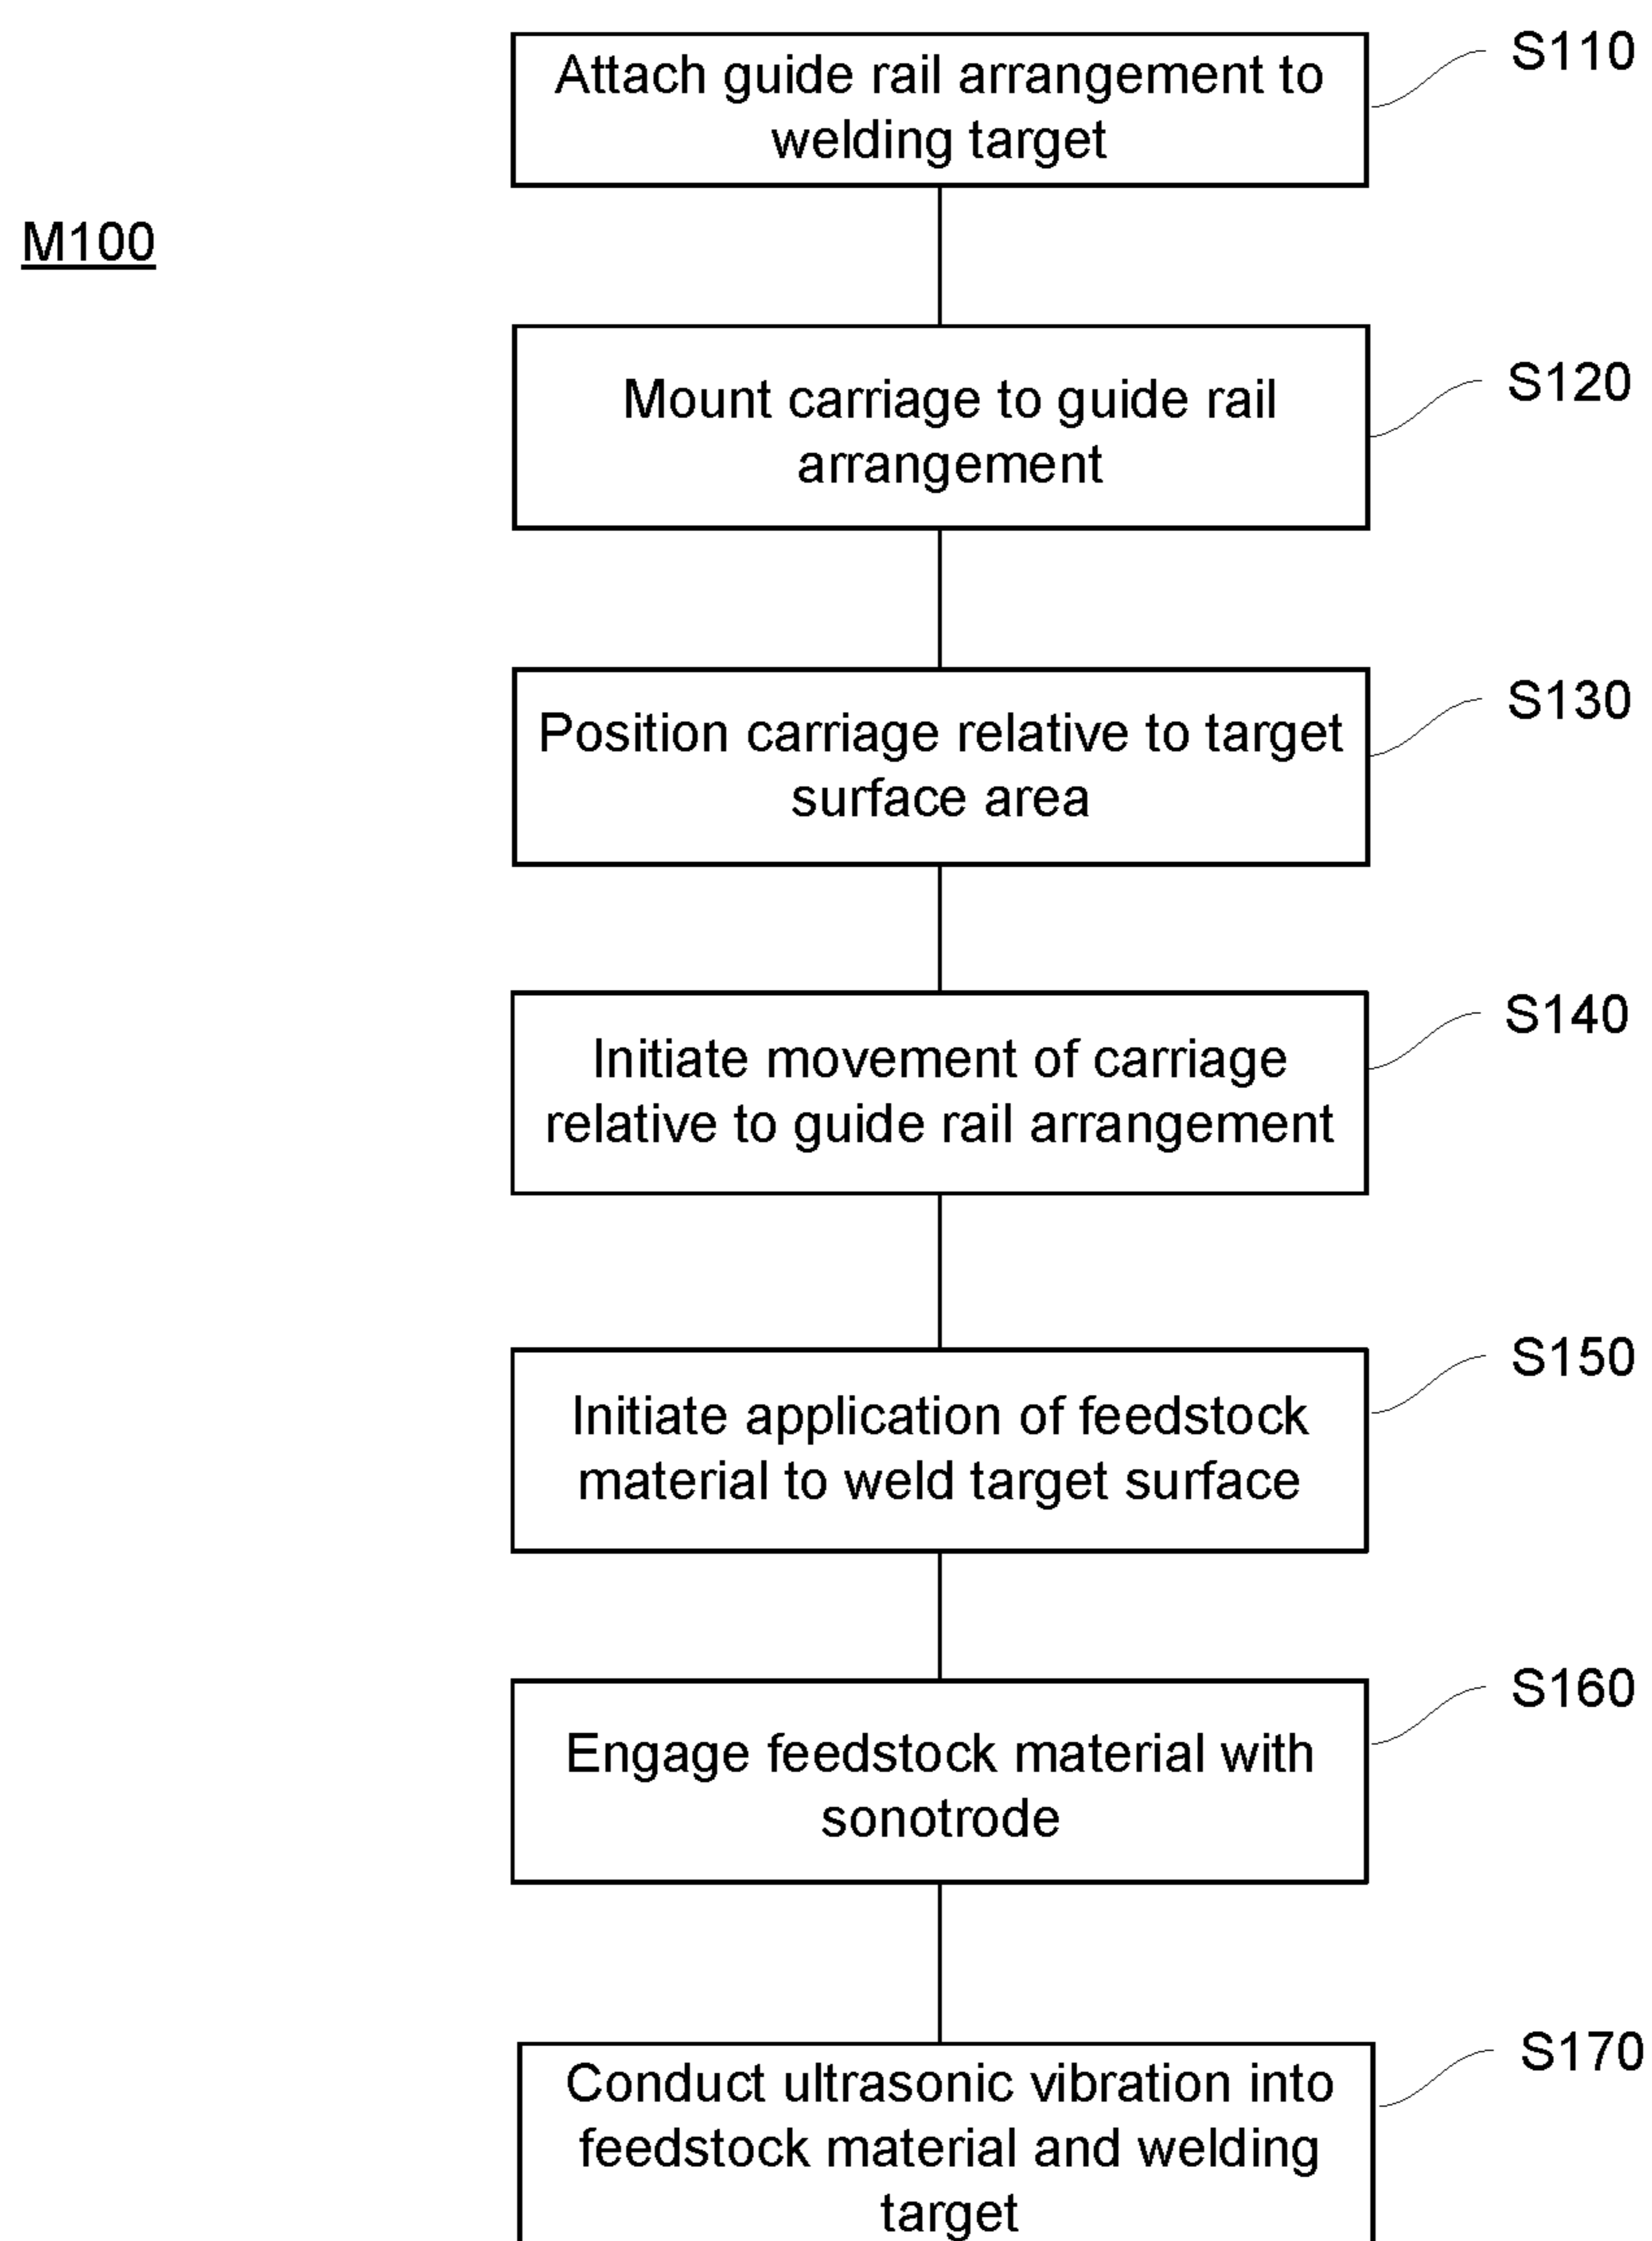 Attach guide rail arrangement to
welding target
S110
M100
Mount carriage to guide rail
arrangement
S120
Position carriage relative to target
surface area
S130
Initiate movement of carriage
relative to guide rail arrangement
S140
Initiate application of feedstock
material to weld target surface
S150
Engage feedstock material with
sonotrode
S160
Conduct ultrasonic vibration into
feedstock material and welding
target
S170